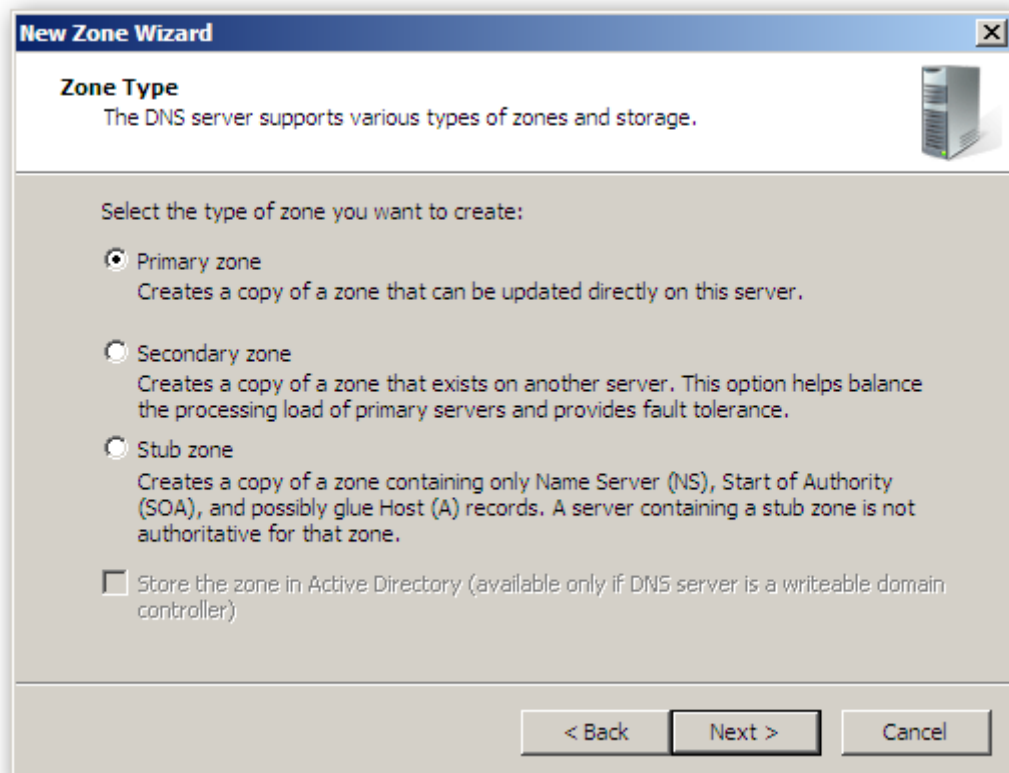 New Zone Wizard
Zone Type
The DNS server supports various types of zones and storage.
Select the type of zone you want to create:
Primary zone
Creates a copy of a zone that can be updated directly on this server.
Secondary zone
Creates a copy of a zone that exists on another server. This option helps balance
the processing load of primary servers and provides fault tolerance.
Stub zone
Creates a copy of a zone containing only Name Server (NS), Start of Authority
(SOA), and possibly glue Host (A) records. A server containing a stub zone is not
authoritative for that zone.
Store the zone in Active Directory (available only if DNS server is a writeable domain
controller)
< Back Next > Cancel